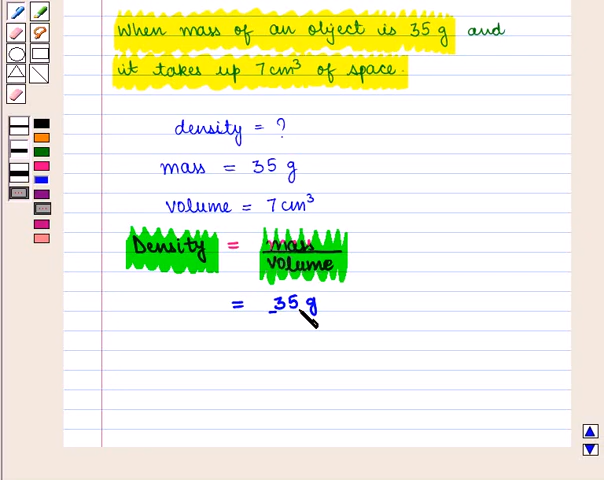 When mass of an object is 35 g and
it takes up 7 cm³ of space.
density = ?
mass = 35 g
volume = 7 cm³
Density = mass
volume
= 35 g